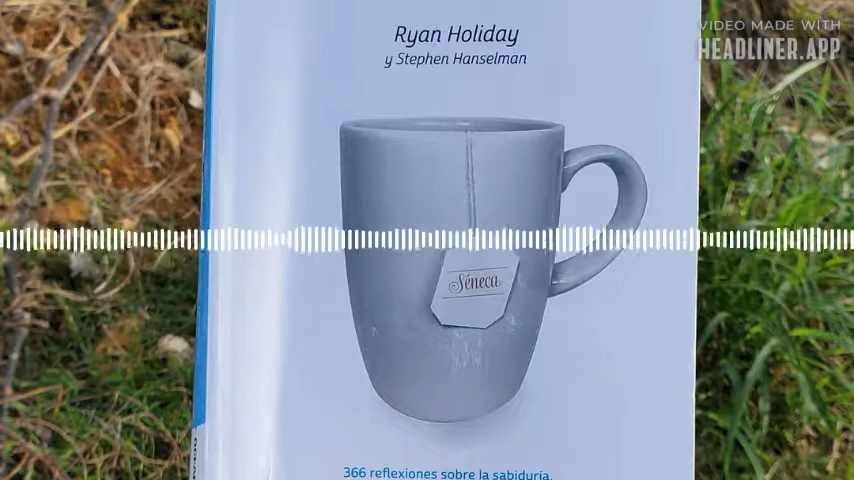 VIDEO MADE WITH
HEADLINER.APP
Ryan Holiday
y Stephen Hanselman
Séneca
366 reflexiones sobre la sabiduría,